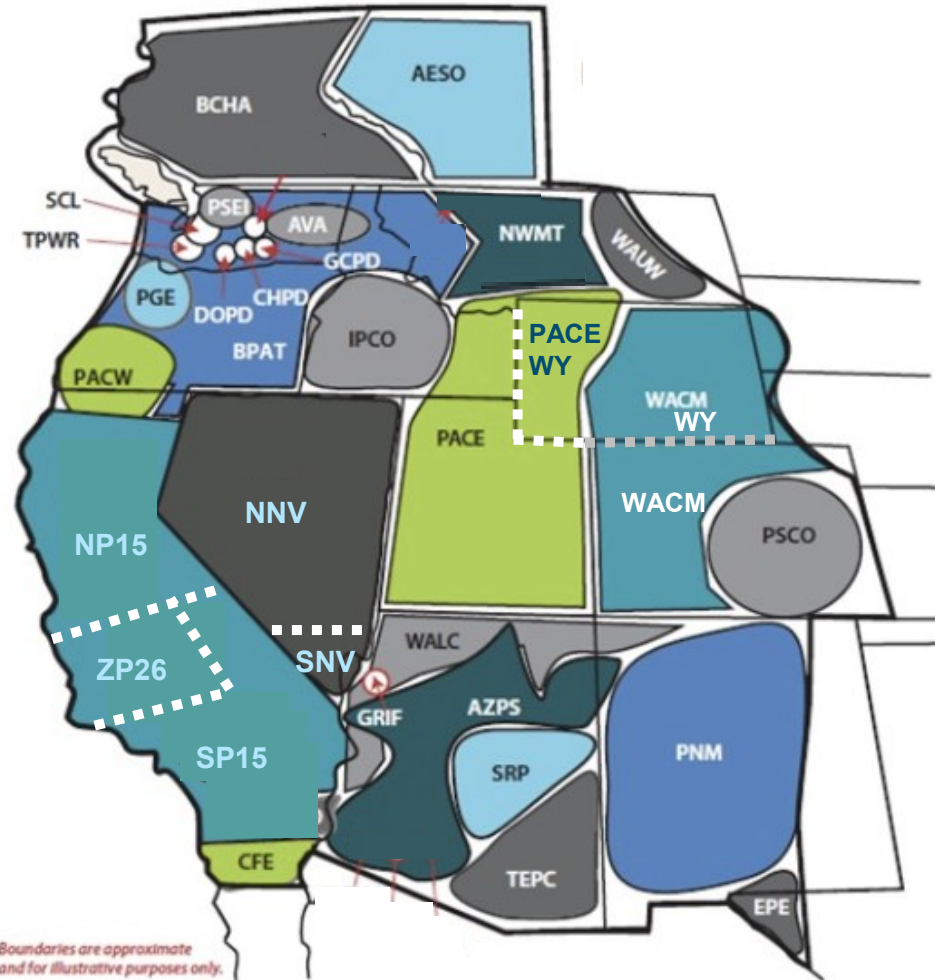 AESO
BCHA
SCL
PSEI
AVA
TPWR
NWMT
WAUW
GCPD
PGE
CHPD
DOPD
BPAT
IPCO
PACE
WY
PACW
WACM
WY
PACE
WACM
NNV
PSCO
NP15
ZP26
SNV
WALC
GRIF
AZPS
SP15
PNM
SRP
CFE
TEPC
EPE
Boundaries are approximate
and for illustrative purposes only.